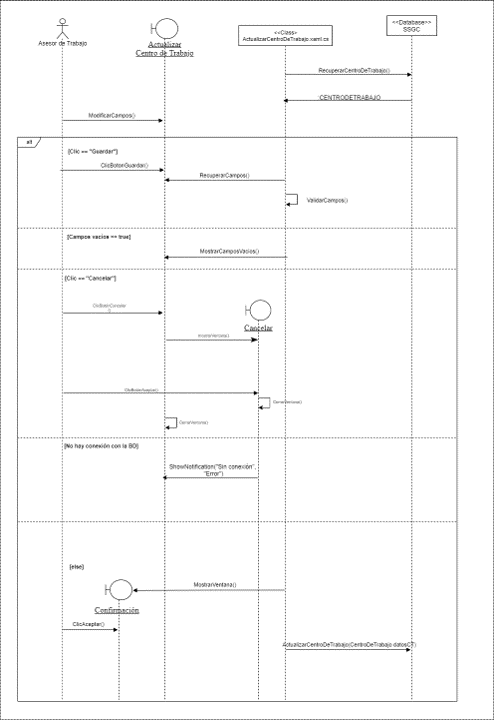 Asesor de Trabajo
Actualizar
Centro de Trabajo
<<Class>
ActualizarCentroDeTrabajo.xaml.cs
<<Database>>
SSGC
RecuperarCentroDeTrabajo()
:CENTRODETRABAJO
ModificarCampos()
alt
[Clic == "Guardar"]
ClicBotonGuardar()
RecuperarCampos()
ValidarCampos()
[Campos vacios == true]
MostrarCamposVacios()
[Clic == "Cancelar"]
ClicBotonCancelar
()
Cancelar
MostrarVentana()
ClicBotonAceptar()
CerrarVentana()
CerrarVentana()
[No hay conexión con la BD]
ShowNotification("Sin conexión",
"Error")
[else]
MostrarVentana()
Confirmación
ClicAceptar()
ActualizarCentroDeTrabajo(CentroDeTrabajo datosCT)